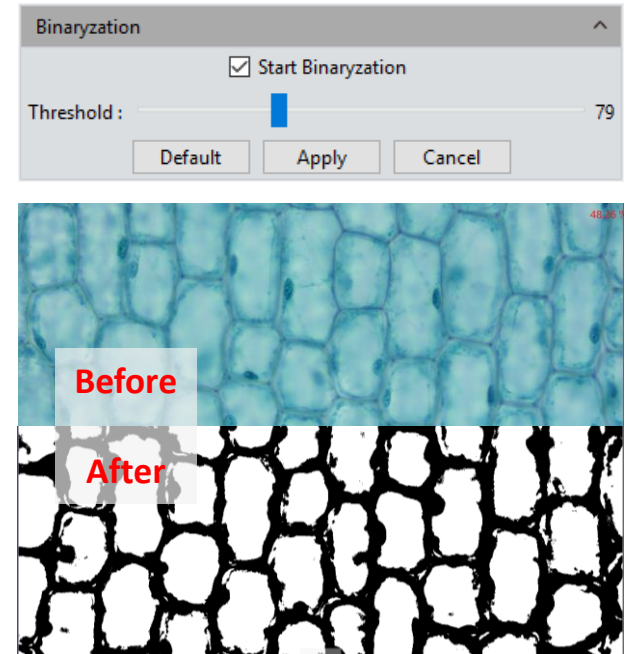 Binaryzation
Start Binaryzation
Threshold : 79
Default Apply Cancel
Before
After